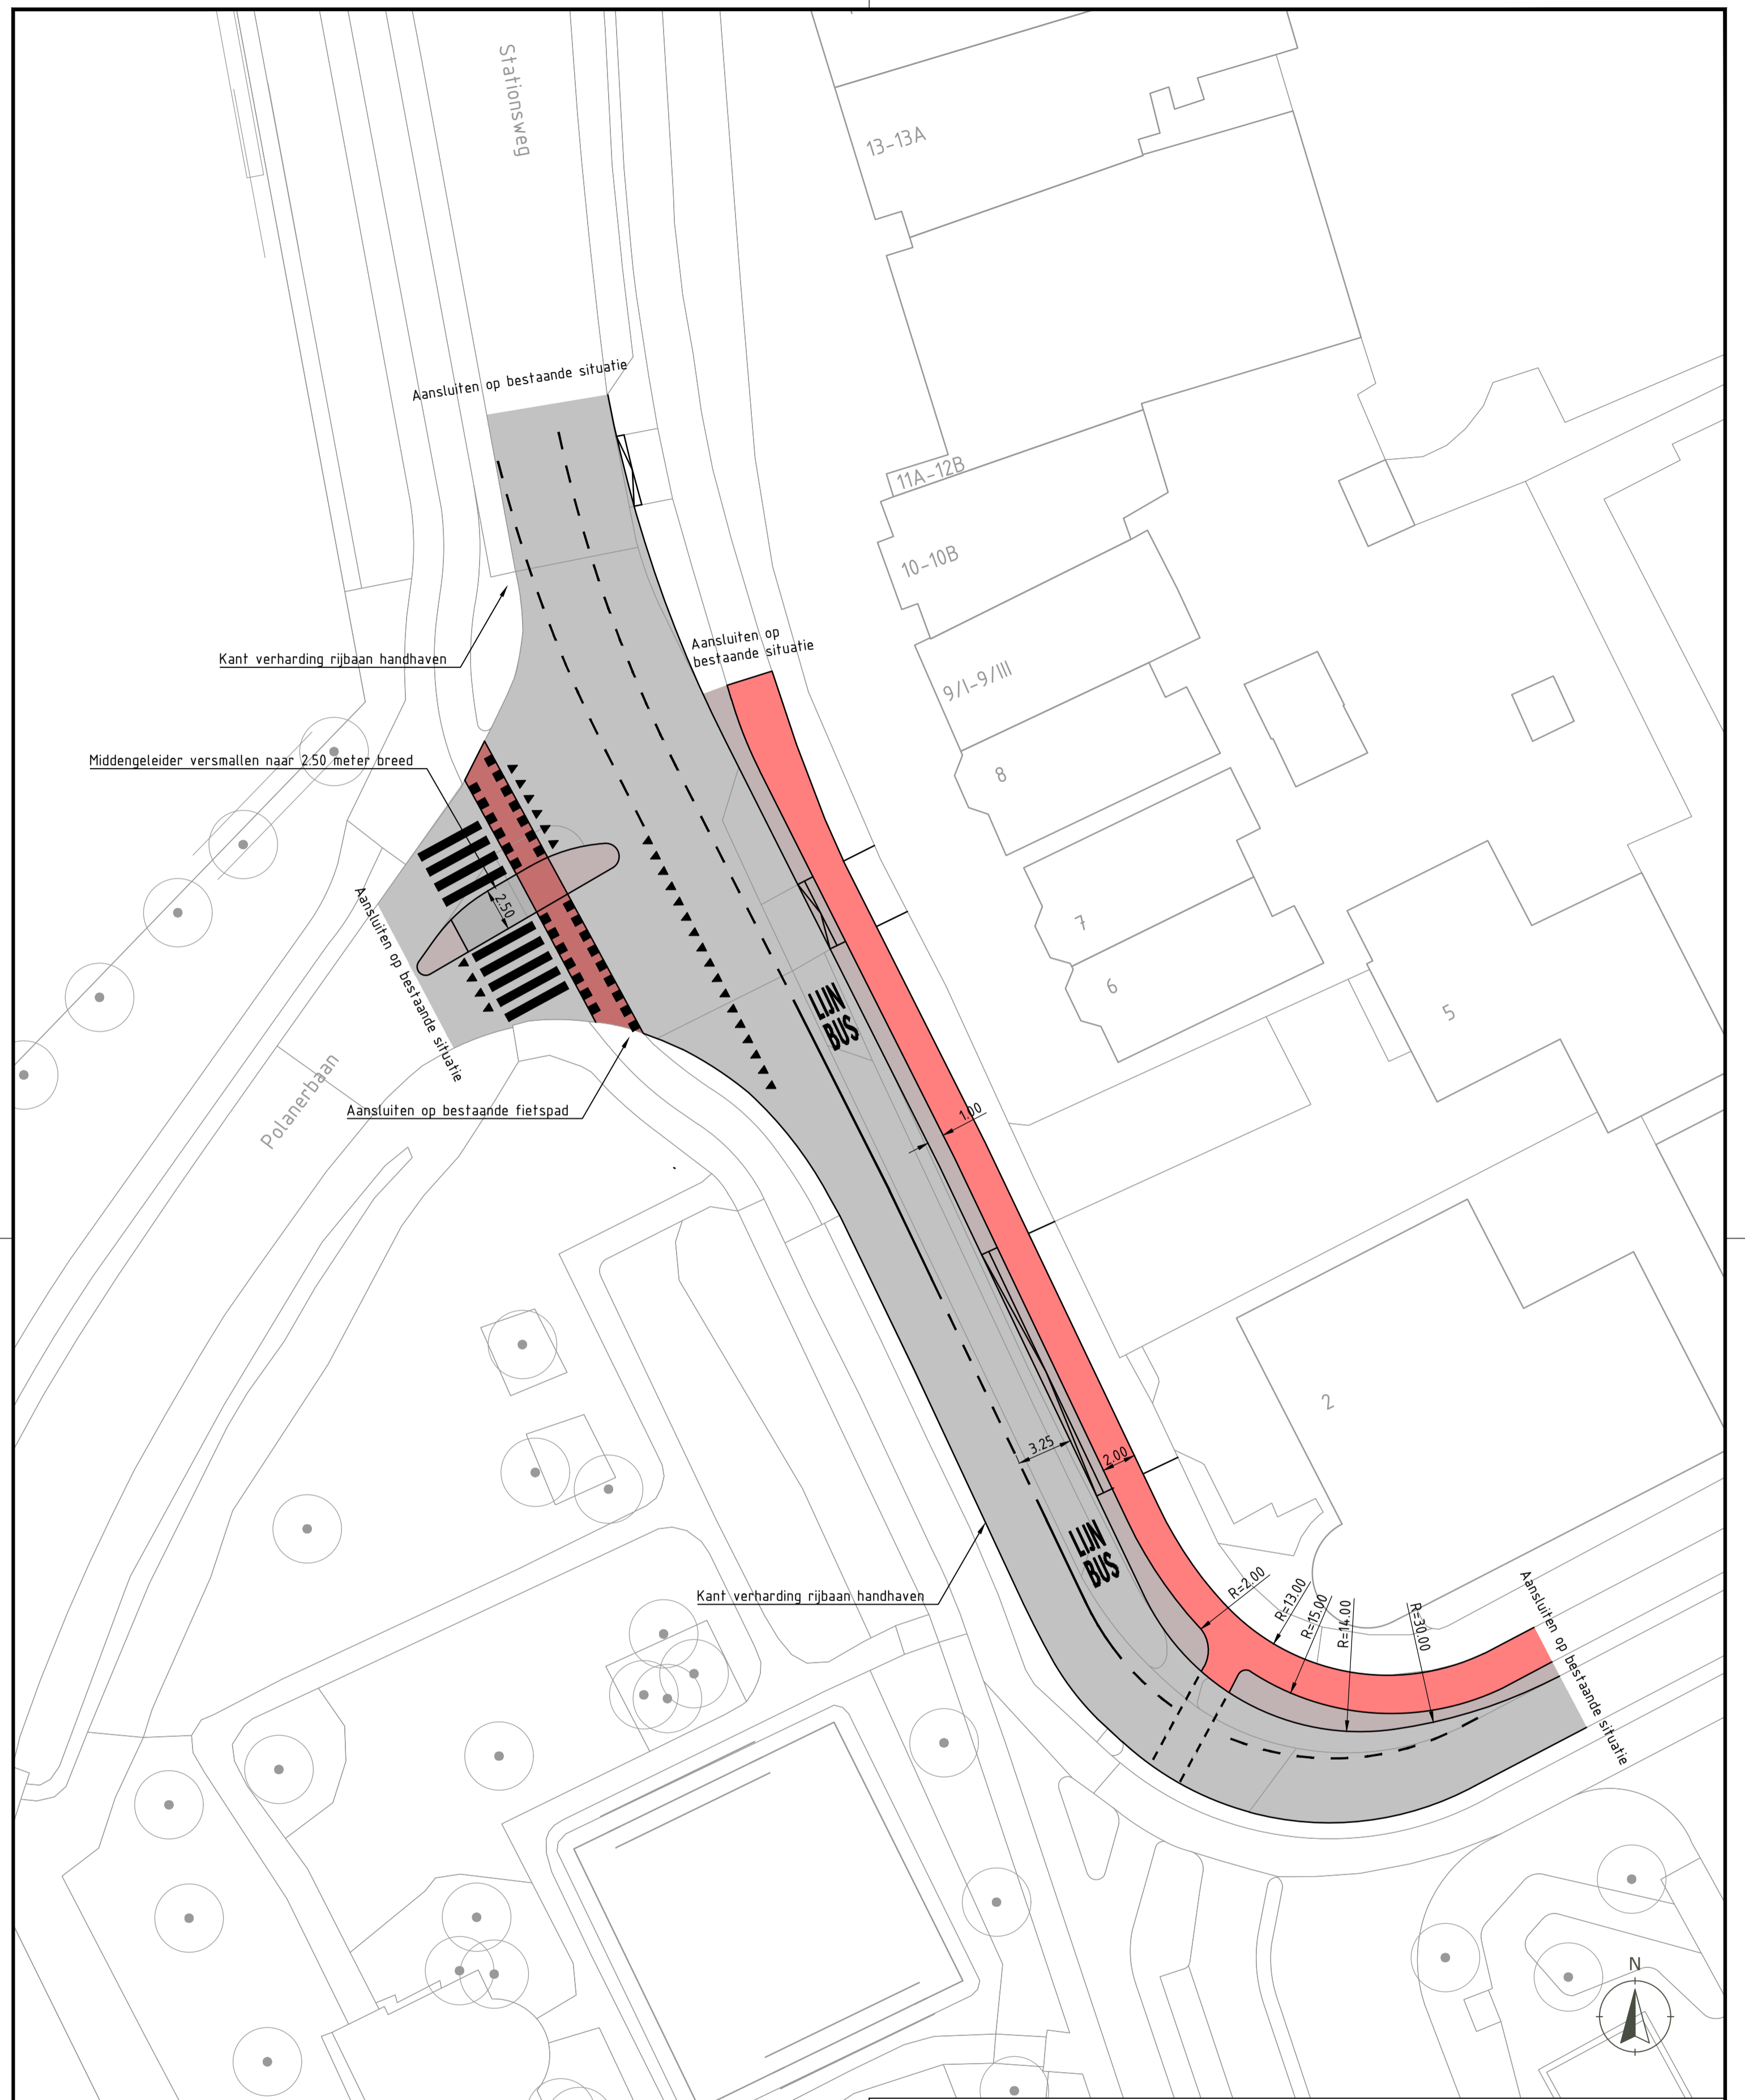 Stationsweg
13-13A
Aansluiten op bestaande situatie
11A-12B
10-10B
Aansluiten op
bestaande situatie
Kant verharding rijbaan handhaven
9/I-9/III
Middengeleider versmallen naar 2.50 meter breed
8
2.50
7
6
5
Aansluiten op bestaande situatie
LIJN
BUS
Polanerbaan
Aansluiten op bestaande fietspad
1.00
2
3.25
2.00
LIJN
BUS
Kant verharding rijbaan handhaven
R=2.00
R=13.00
R=15.00
R=14.00
R=30.00
Aansluiten op bestaande situatie
N